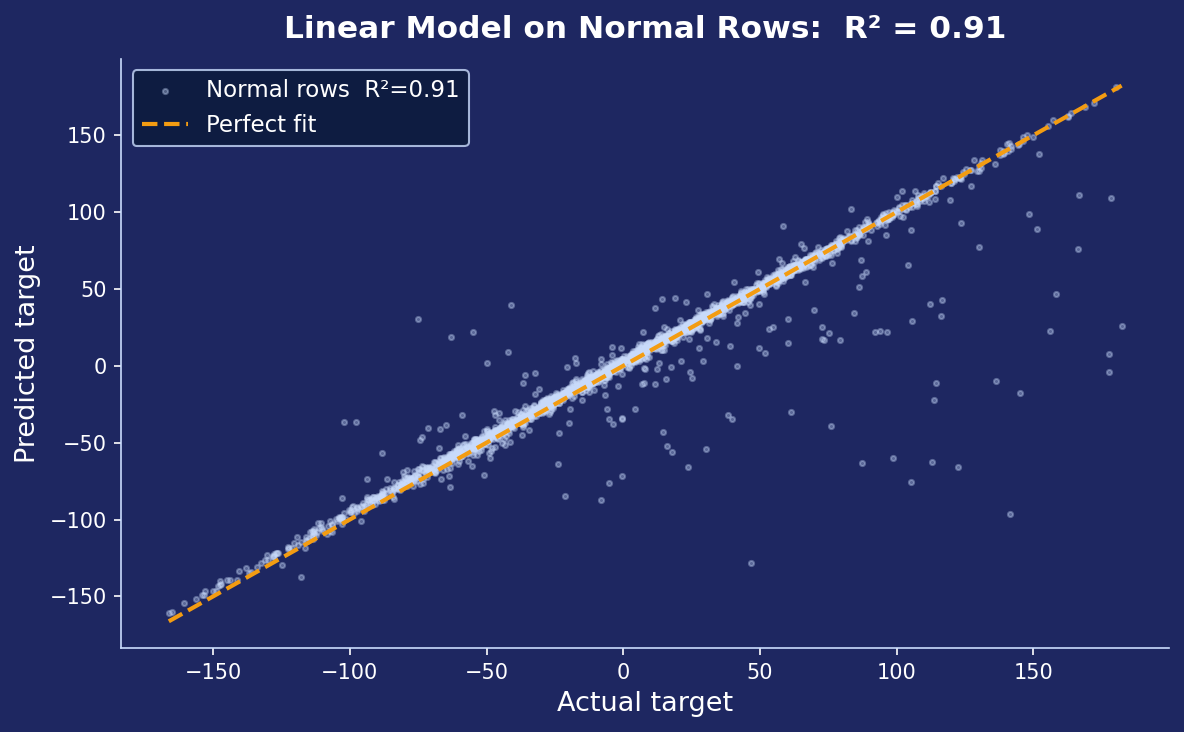 Linear Model on Normal Rows:  R² = 0.91
Normal rows  R²=0.91
Perfect fit
Predicted target
150
100
50
0
−50
−100
−150
−150
−100
−50
0
50
100
150
Actual target